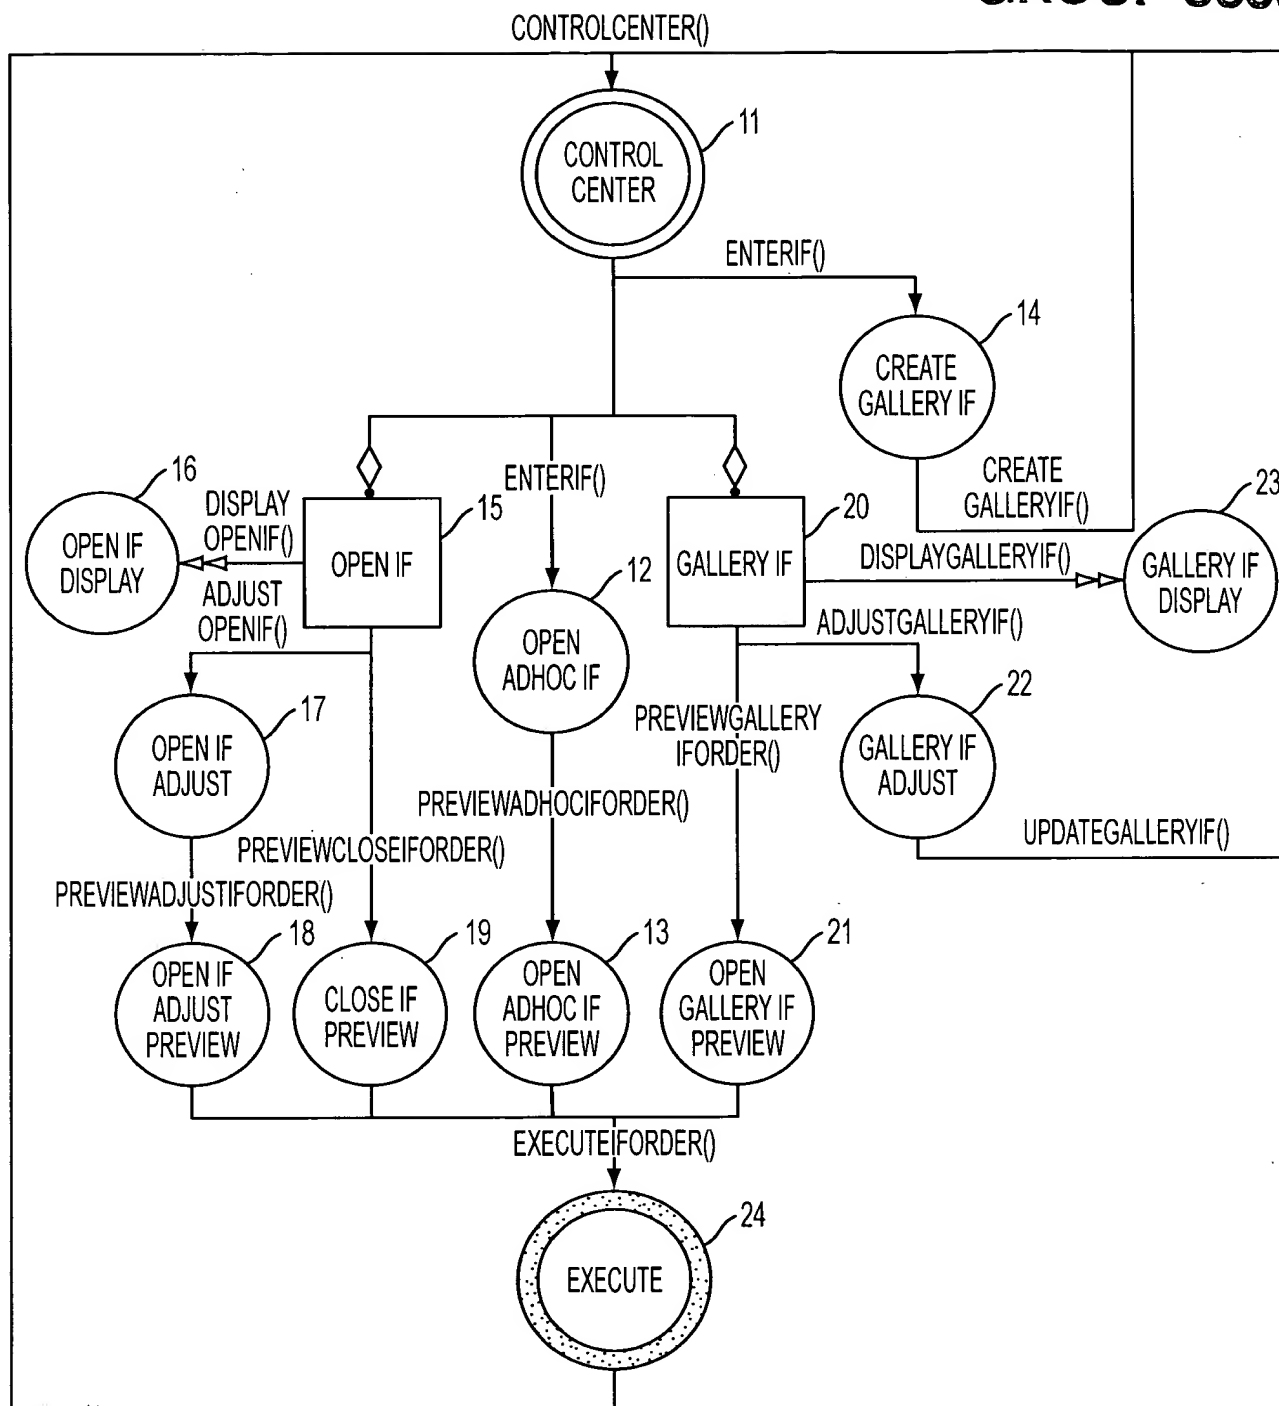 CONTROLCENTER()
11
CONTROL
CENTER
ENTERIF()
14
CREATE
GALLERY IF
CREATE
GALLERYIF()
16
OPEN IF
DISPLAY
DISPLAY
OPENIF()
15
OPEN IF
ADJUST
OPENIF()
ENTERIF()
12
OPEN
ADHOC IF
20
GALLERY IF
DISPLAYGALLERYIF()
23
GALLERY IF
DISPLAY
ADJUSTGALLERYIF()
22
GALLERY IF
ADJUST
UPDATEGALLERYIF()
17
OPEN IF
ADJUST
PREVIEWGALLERY
IFORDER()
PREVIEWADHOCIFORDER()
PREVIEWCLOSEIFORDER()
PREVIEWADJUSTIFORDER()
18
OPEN IF
ADJUST
PREVIEW
19
CLOSE IF
PREVIEW
13
OPEN
ADHOC IF
PREVIEW
21
OPEN
GALLERY IF
PREVIEW
EXECUTEIFORDER()
24
EXECUTE